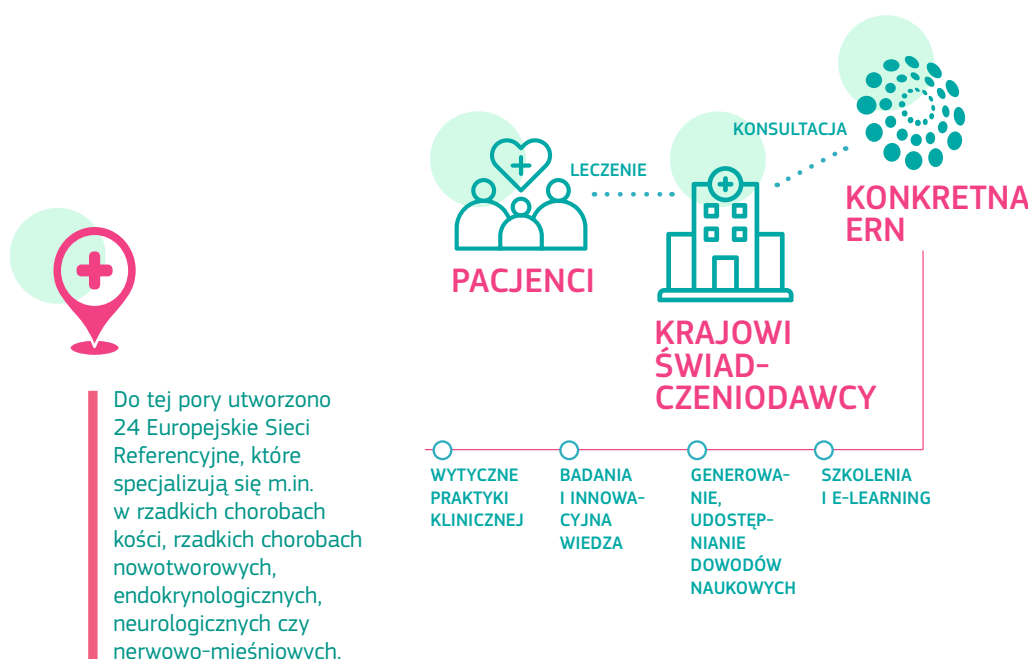 KONSULTACJA
LECZENIE
KONKRETNA
ERN
PACJENCI
KRAJOWI
ŚWIAD-
CZENIODAWCY
Do tej pory utworzono
24 Europejskie Sieci
Referencyjne, które
specjalizują się m.in.
w rzadkich chorobach
kości, rzadkich chorobach
nowotworowych,
endokrynologicznych,
neurologicznych czy
nerwowo-mięśniowych.
WYTYCZNE
PRAKTYKI
KLINICZNEJ
BADANIA
I INNOWA-
CYJNA
WIEDZA
GENEROWA-
NIE,
UDOSTĘP-
NIANIE
DOWODÓW
NAUKOWYCH
SZKOLENIA
I E-LEARNING